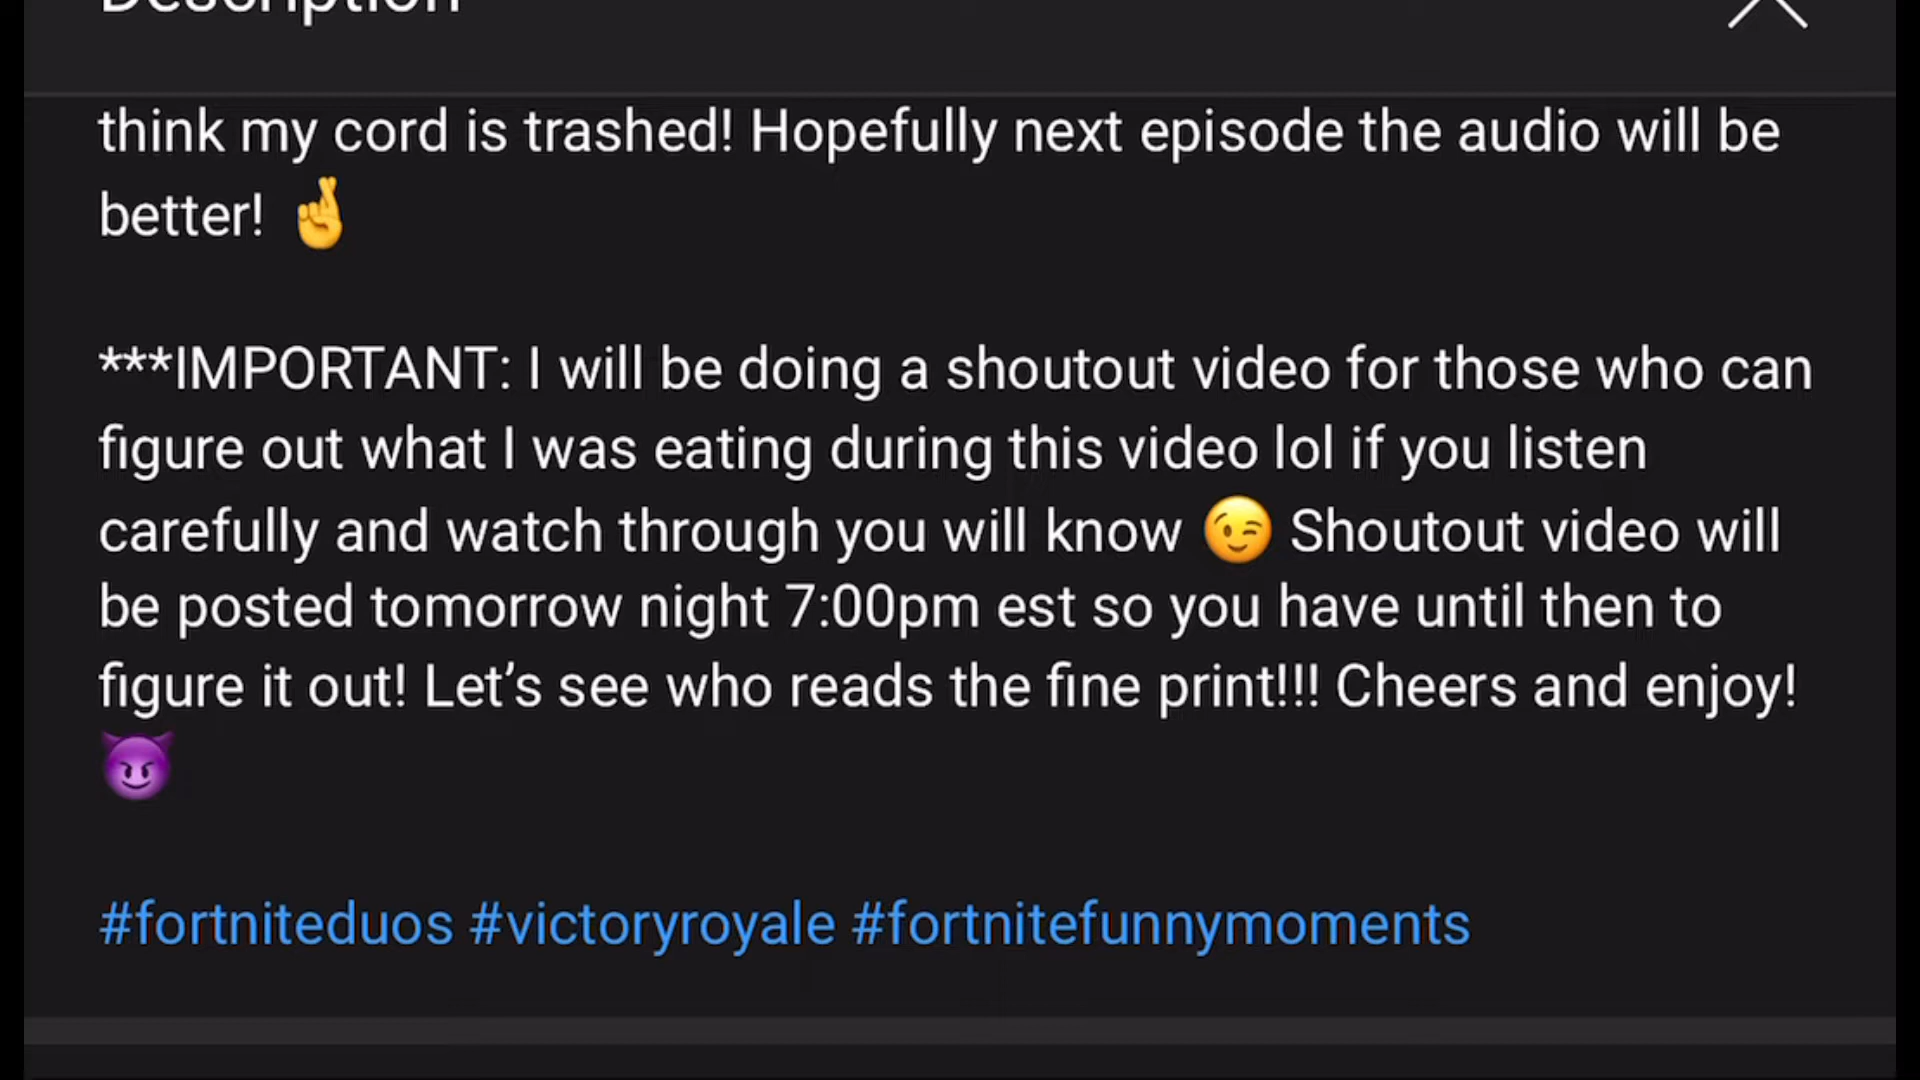 Description
think my cord is trashed! Hopefully next episode the audio will be
better! 🤞
***IMPORTANT: I will be doing a shoutout video for those who can
figure out what I was eating during this video lol if you listen
carefully and watch through you will know 😉 Shoutout video will
be posted tomorrow night 7:00pm est so you have until then to
figure it out! Let’s see who reads the fine print!!! Cheers and enjoy!
😈
#fortniteduos #victoryroyale #fortnitefunnymoments